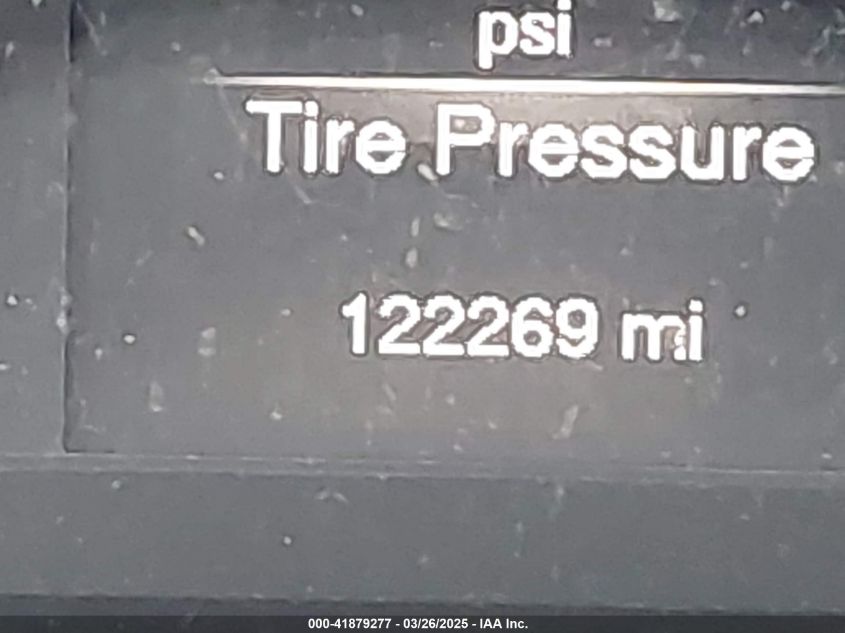 psi
Tire Pressure
122269 mi
000-41879277 - 03/26/2025 - IAA Inc.